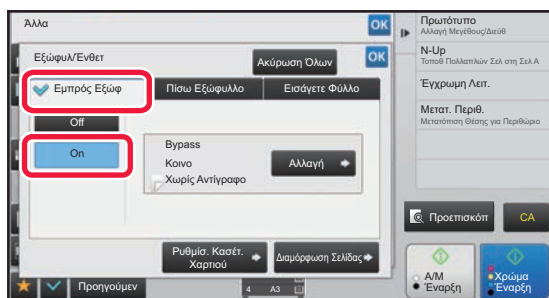 Άλλα
OK
Εξώφυλ/Ένθετ
Ακύρωση Όλων
OK
Εμπρός Εξώφ
Πίσω Εξώφυλλο
Εισάγετε Φύλλο
Off
On
Bypass
Κοινο
Χωρίς Αντίγραφο
Αλλαγή
Ρυθμίσ. Κασέτ.
Χαρτιού
Διαμόρφωση Σελίδας
Προηγούμεν
4 A3
Πρωτότυπο
Αλλαγή Μεγέθους/Διεύθ
N-Up
Τοποθ Πολλαπλών Σελ στη Σελ Α
Έγχρωμη Λειτ.
Μετατ. Περιθ.
Μετατόπιση Θέσης για Περιθώριο
Προεπισκόπ
CA
Α/Μ
Έναρξη
Χρώμα
Έναρξη